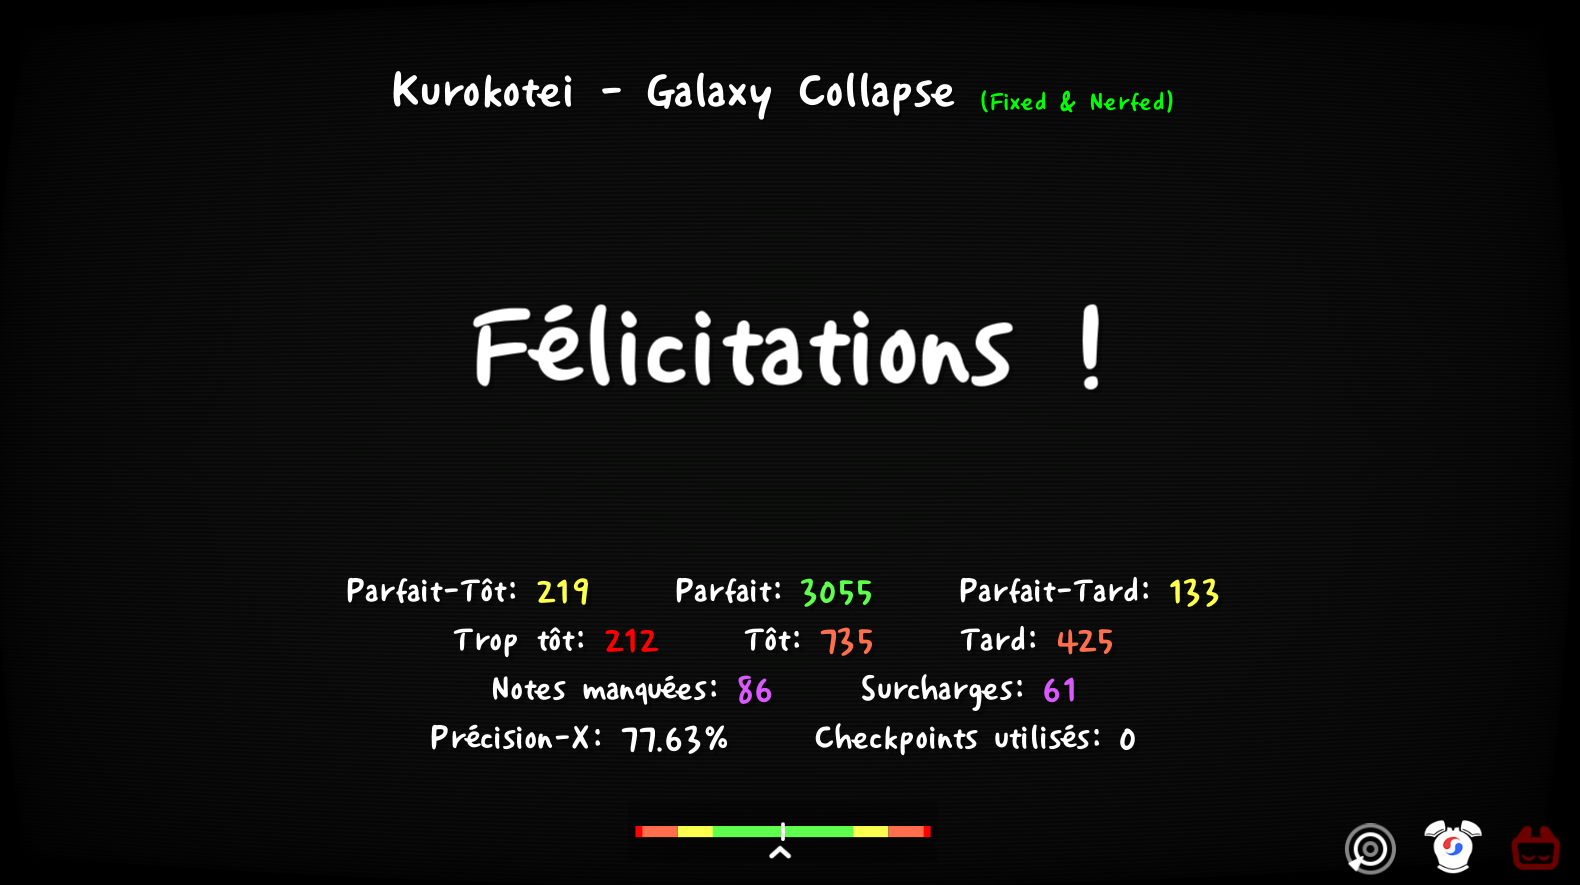 Kurokotei - Galaxy Collapse (Fixed & Nerfed)
Félicitations !
Parfait-Tôt: 219 Parfait: 3055 Parfait-Tard: 133
Trop tôt: 212 Tôt: 735 Tard: 425
Notes manquées: 86 Surcharges: 61
Précision-X: 77.63% Checkpoints utilisés: 0